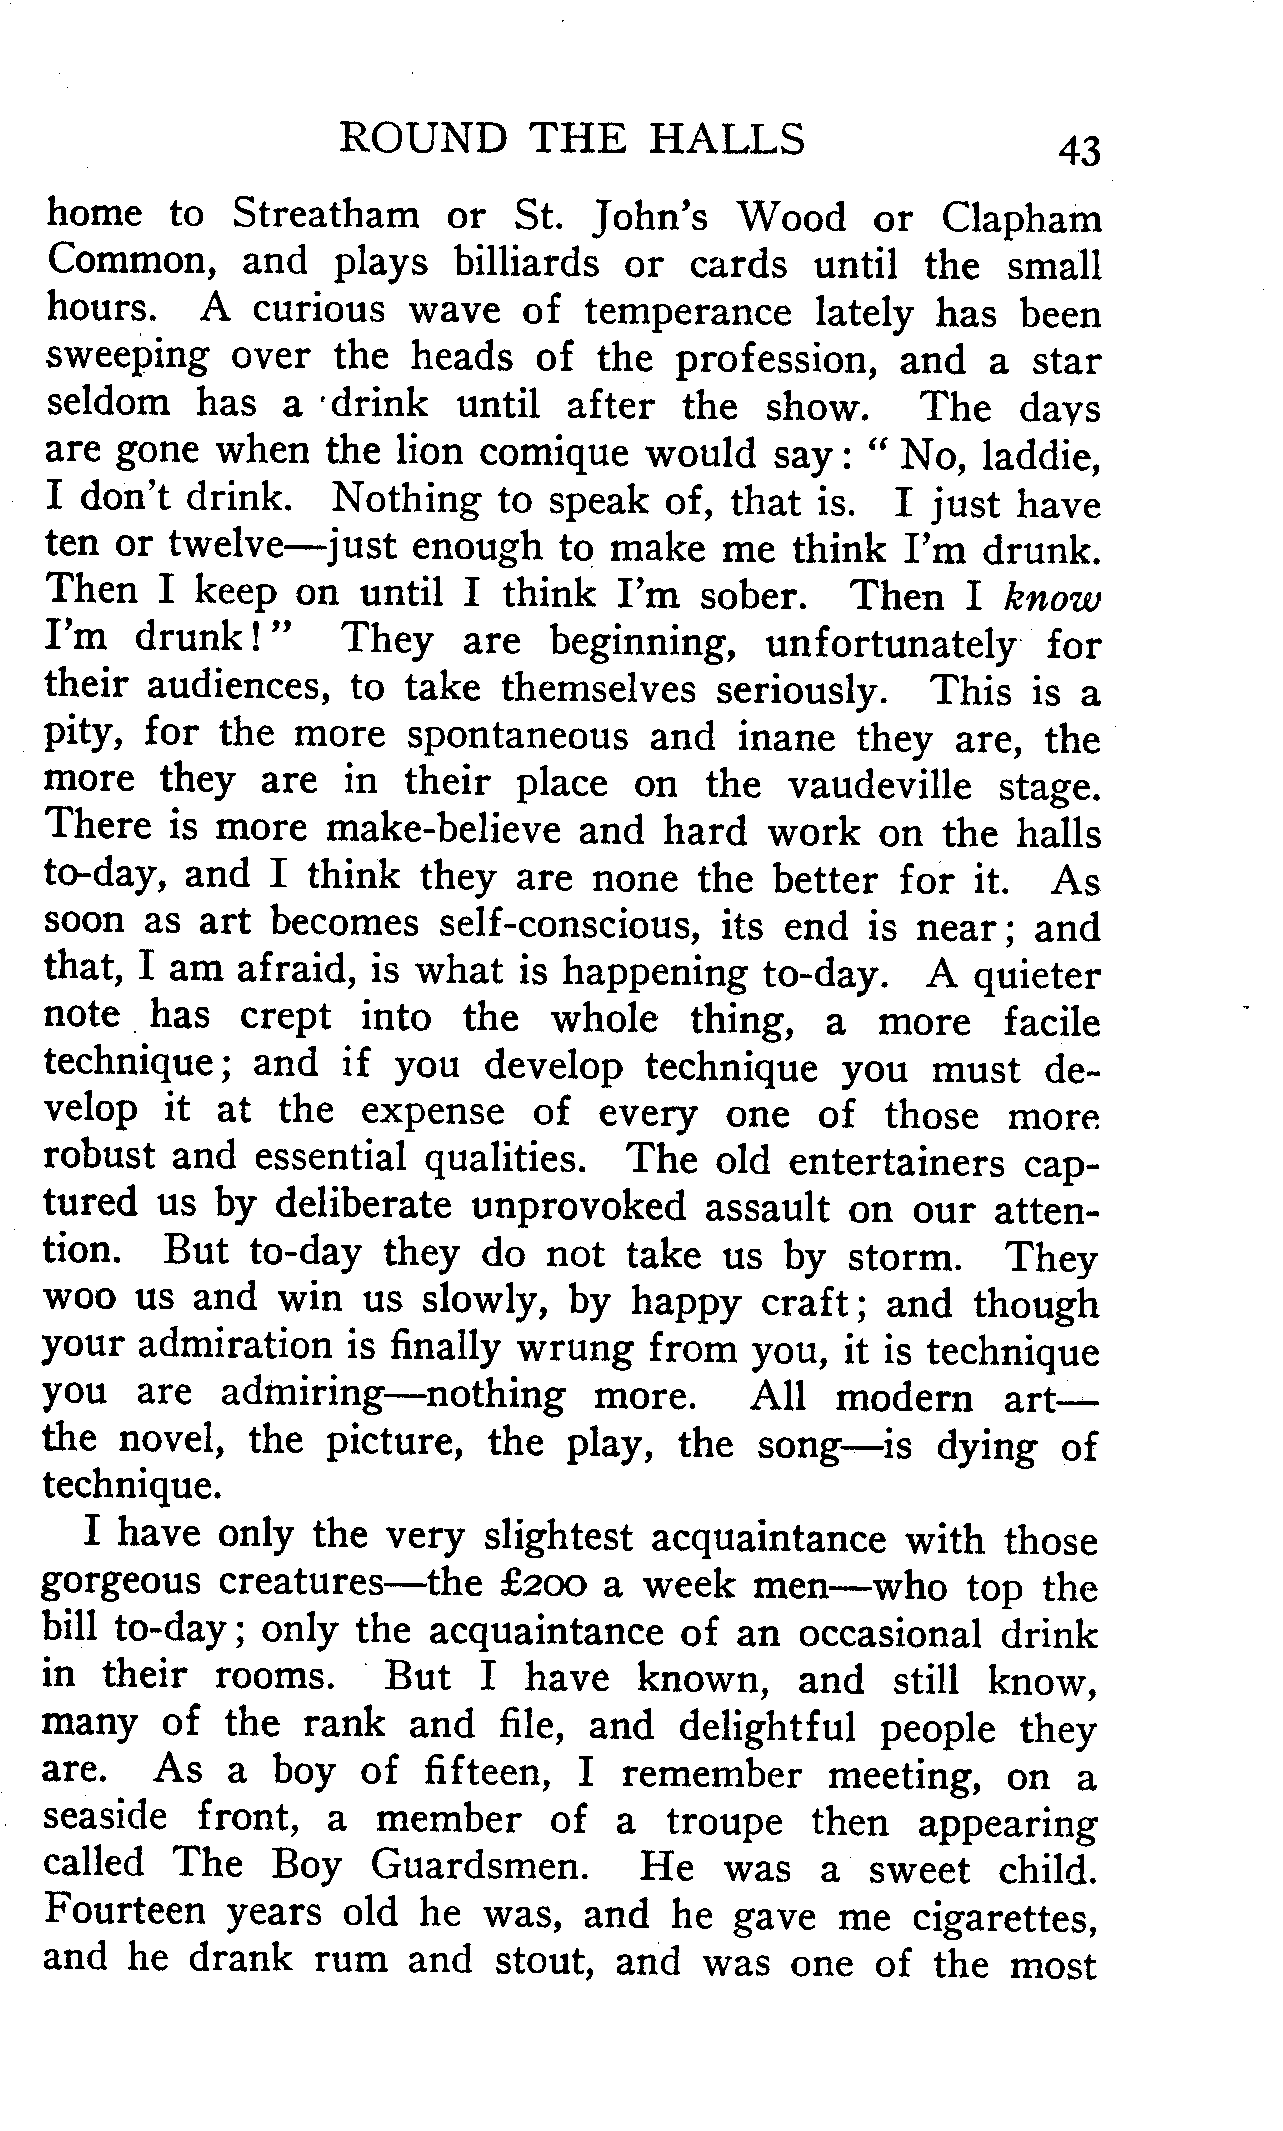 ROUND THE HALLS 43
home to Streatham or St. John's Wood or Clapham
Common, and plays billiards or cards until the small
hours. A curious wave of temperance lately has been
sweeping over the heads of the profession, and a star
seldom has a drink until after the show. The days
are gone when the lion comique would say: " No, laddie,
I don't drink. Nothing to speak of, that is. I just have
ten or twelve—just enough to make me think I'm drunk.
Then I keep on until I think I'm sober. Then I know
I'm drunk!" They are beginning, unfortunately for
their audiences, to take themselves seriously. This is a
pity, for the more spontaneous and inane they are, the
more they are in their place on the vaudeville stage.
There is more make-believe and hard work on the halls
to-day, and I think they are none the better for it. As
soon as art becomes self-conscious, its end is near; and
that, I am afraid, is what is happening to-day. A quieter
note has crept into the whole thing, a more facile
technique; and if you develop technique you must de-
velop it at the expense of every one of those more
robust and essential qualities. The old entertainers cap-
tured us by deliberate unprovoked assault on our atten-
tion. But to-day they do not take us by storm. They
woo us and win us slowly, by happy craft; and though
your admiration is finally wrung from you, it is technique
you are admiring—nothing more. All modern art—
the novel, the picture, the play, the song—is dying of
technique.
I have only the very slightest acquaintance with those
gorgeous creatures—the £200 a week men—who top the
bill to-day; only the acquaintance of an occasional drink
in their rooms. But I have known, and still know,
many of the rank and file, and delightful people they
are. As a boy of fifteen, I remember meeting, on a
seaside front, a member of a troupe then appearing
called The Boy Guardsmen. He was a sweet child.
Fourteen years old he was, and he gave me cigarettes,
and he drank rum and stout, and was one of the most